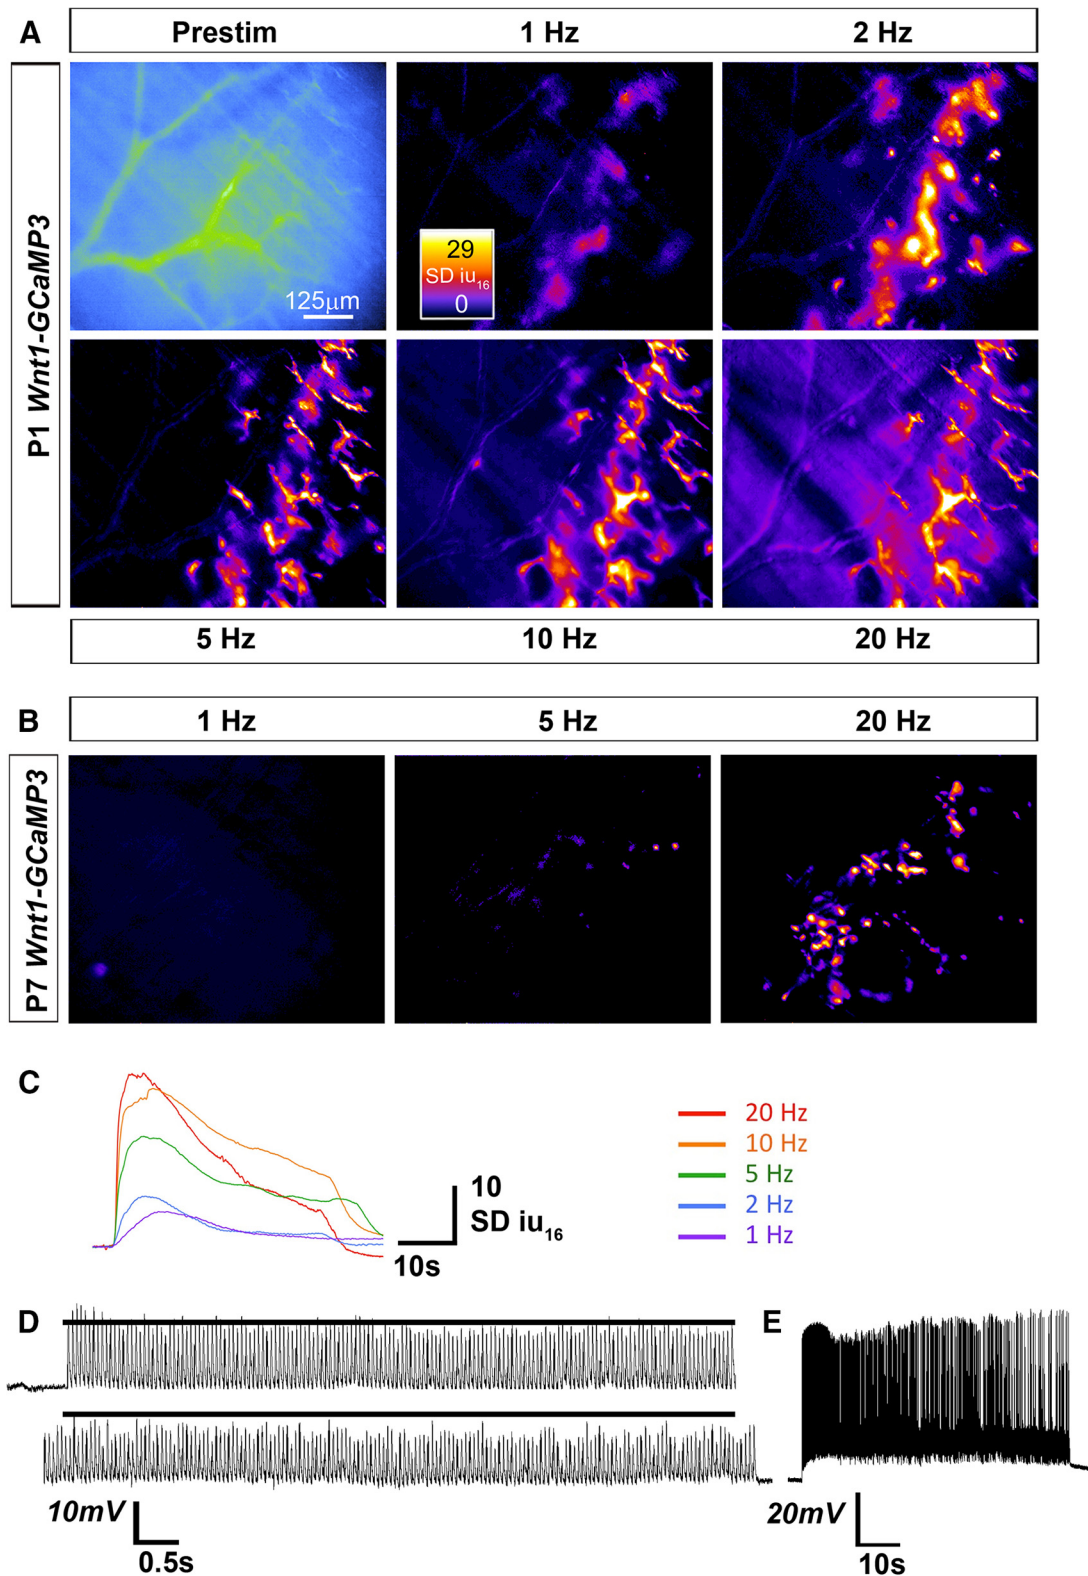 A
Prestim
1 Hz
2 Hz
P1 Wnt1-GCaMP3
125μm
29
SD iu16
0
5 Hz
10 Hz
20 Hz
B
1 Hz
5 Hz
20 Hz
P7 Wnt1-GCaMP3
C
10
SD iu16
10s
20 Hz
10 Hz
5 Hz
2 Hz
1 Hz
D
E
10mV
0.5s
20mV
10s